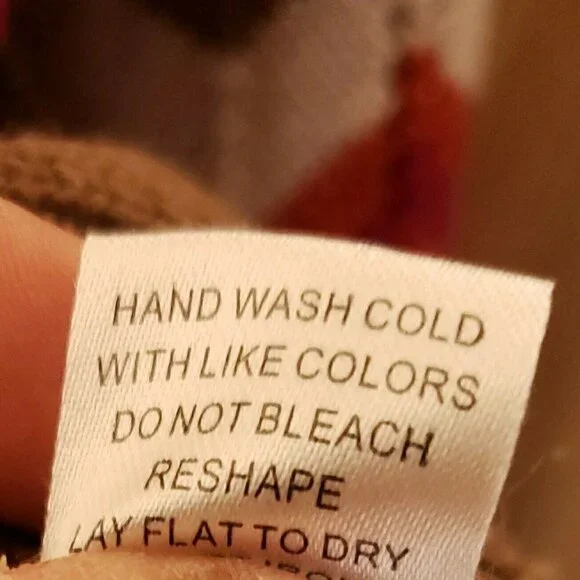 HAND WASH COLD
WITH LIKE COLORS
DO NOT BLEACH
RESHAPE
LAY FLAT TO DRY